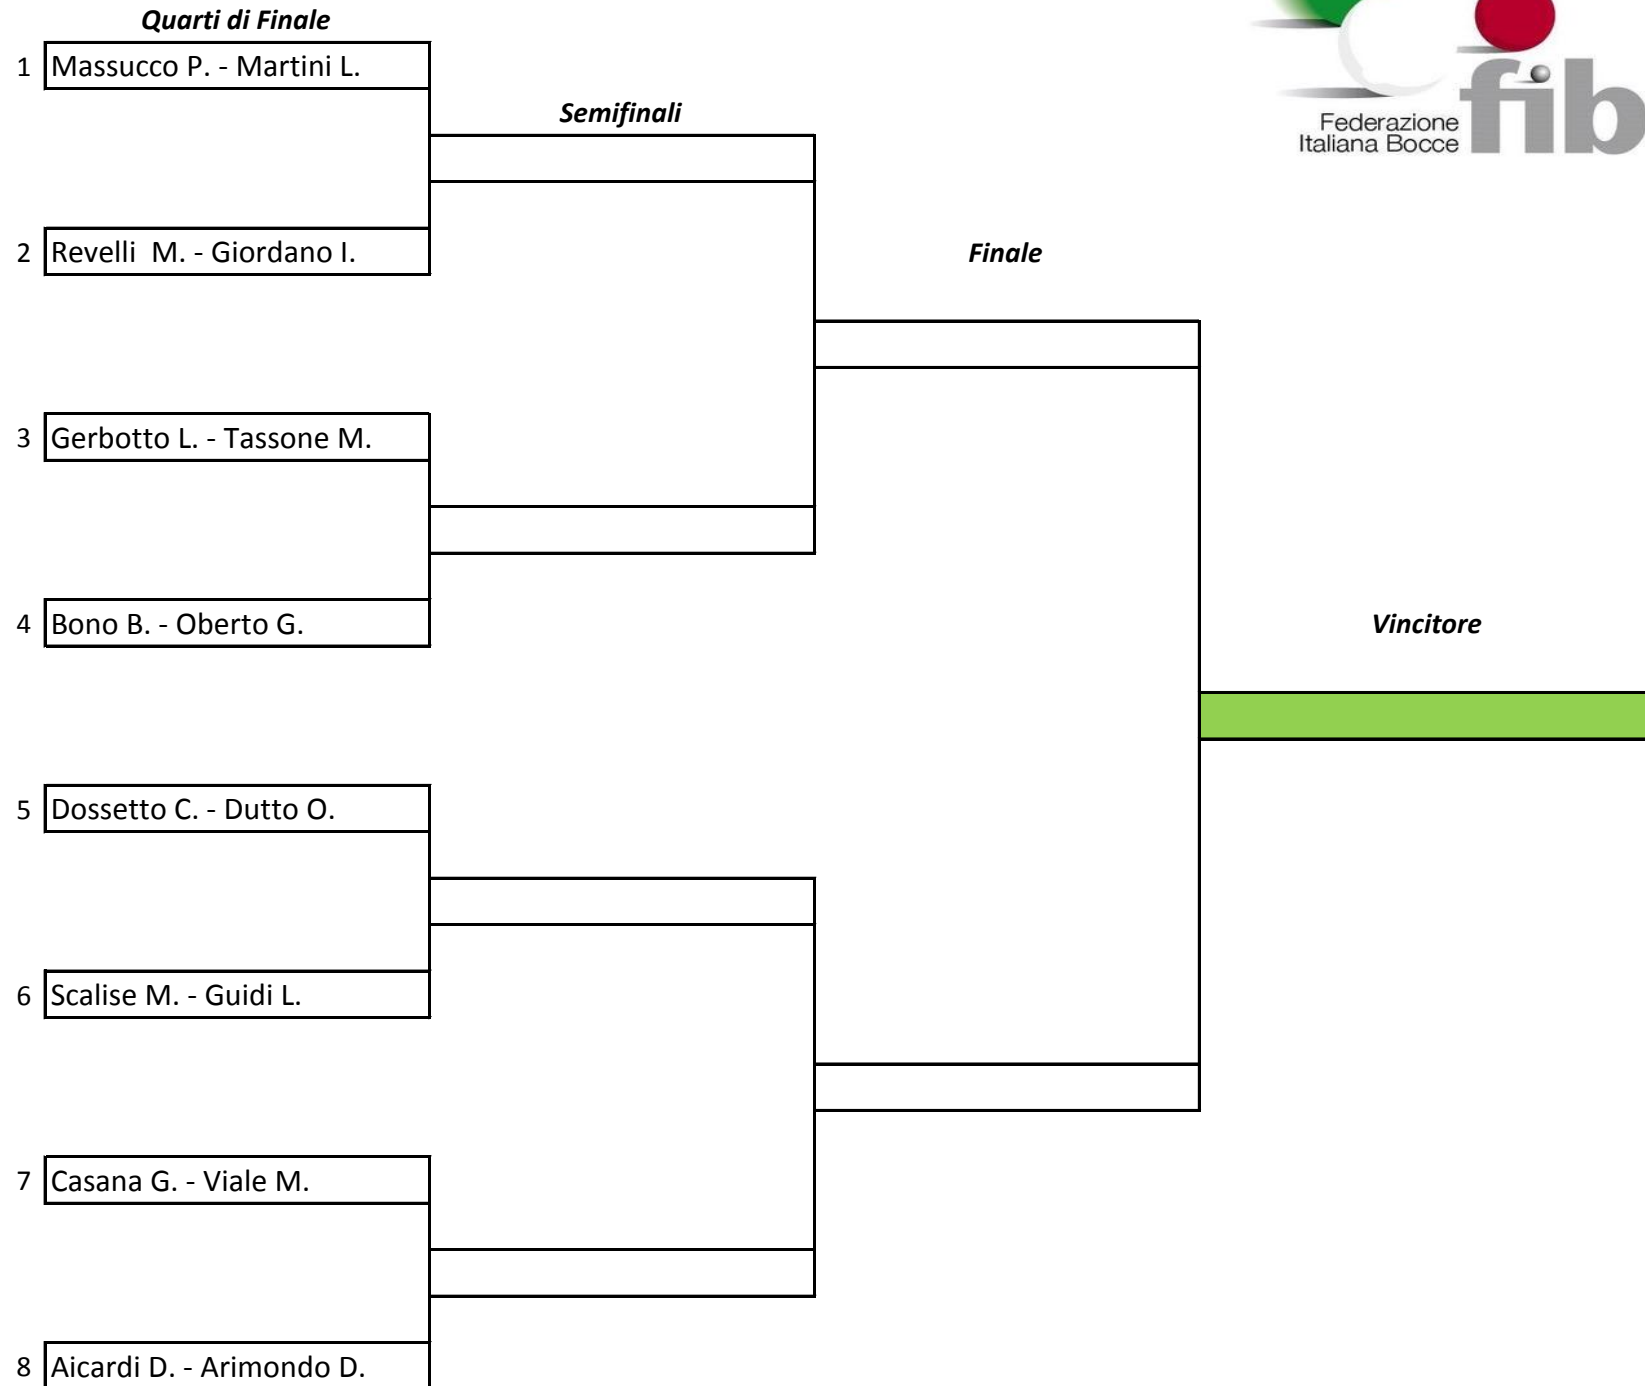 Quarti di Finale
1 Massucco P. - Martini L.
Semifinali
Federazione
Italiana Bocce
fib
2 Revelli  M. - Giordano I.
Finale
3 Gerbotto L. - Tassone M.
4 Bono B. - Oberto G.
Vincitore
5 Dossetto C. - Dutto O.
6 Scalise M. - Guidi L.
7 Casana G. - Viale M.
8 Aicardi D. - Arimondo D.